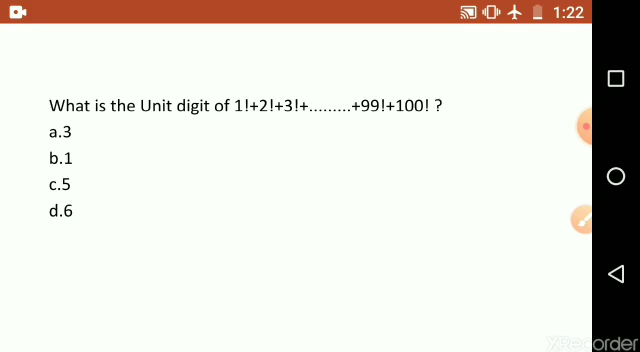 1:22
What is the Unit digit of 1!+2!+3!+.........+99!+100! ?
a.3
b.1
c.5
d.6
XRecorder